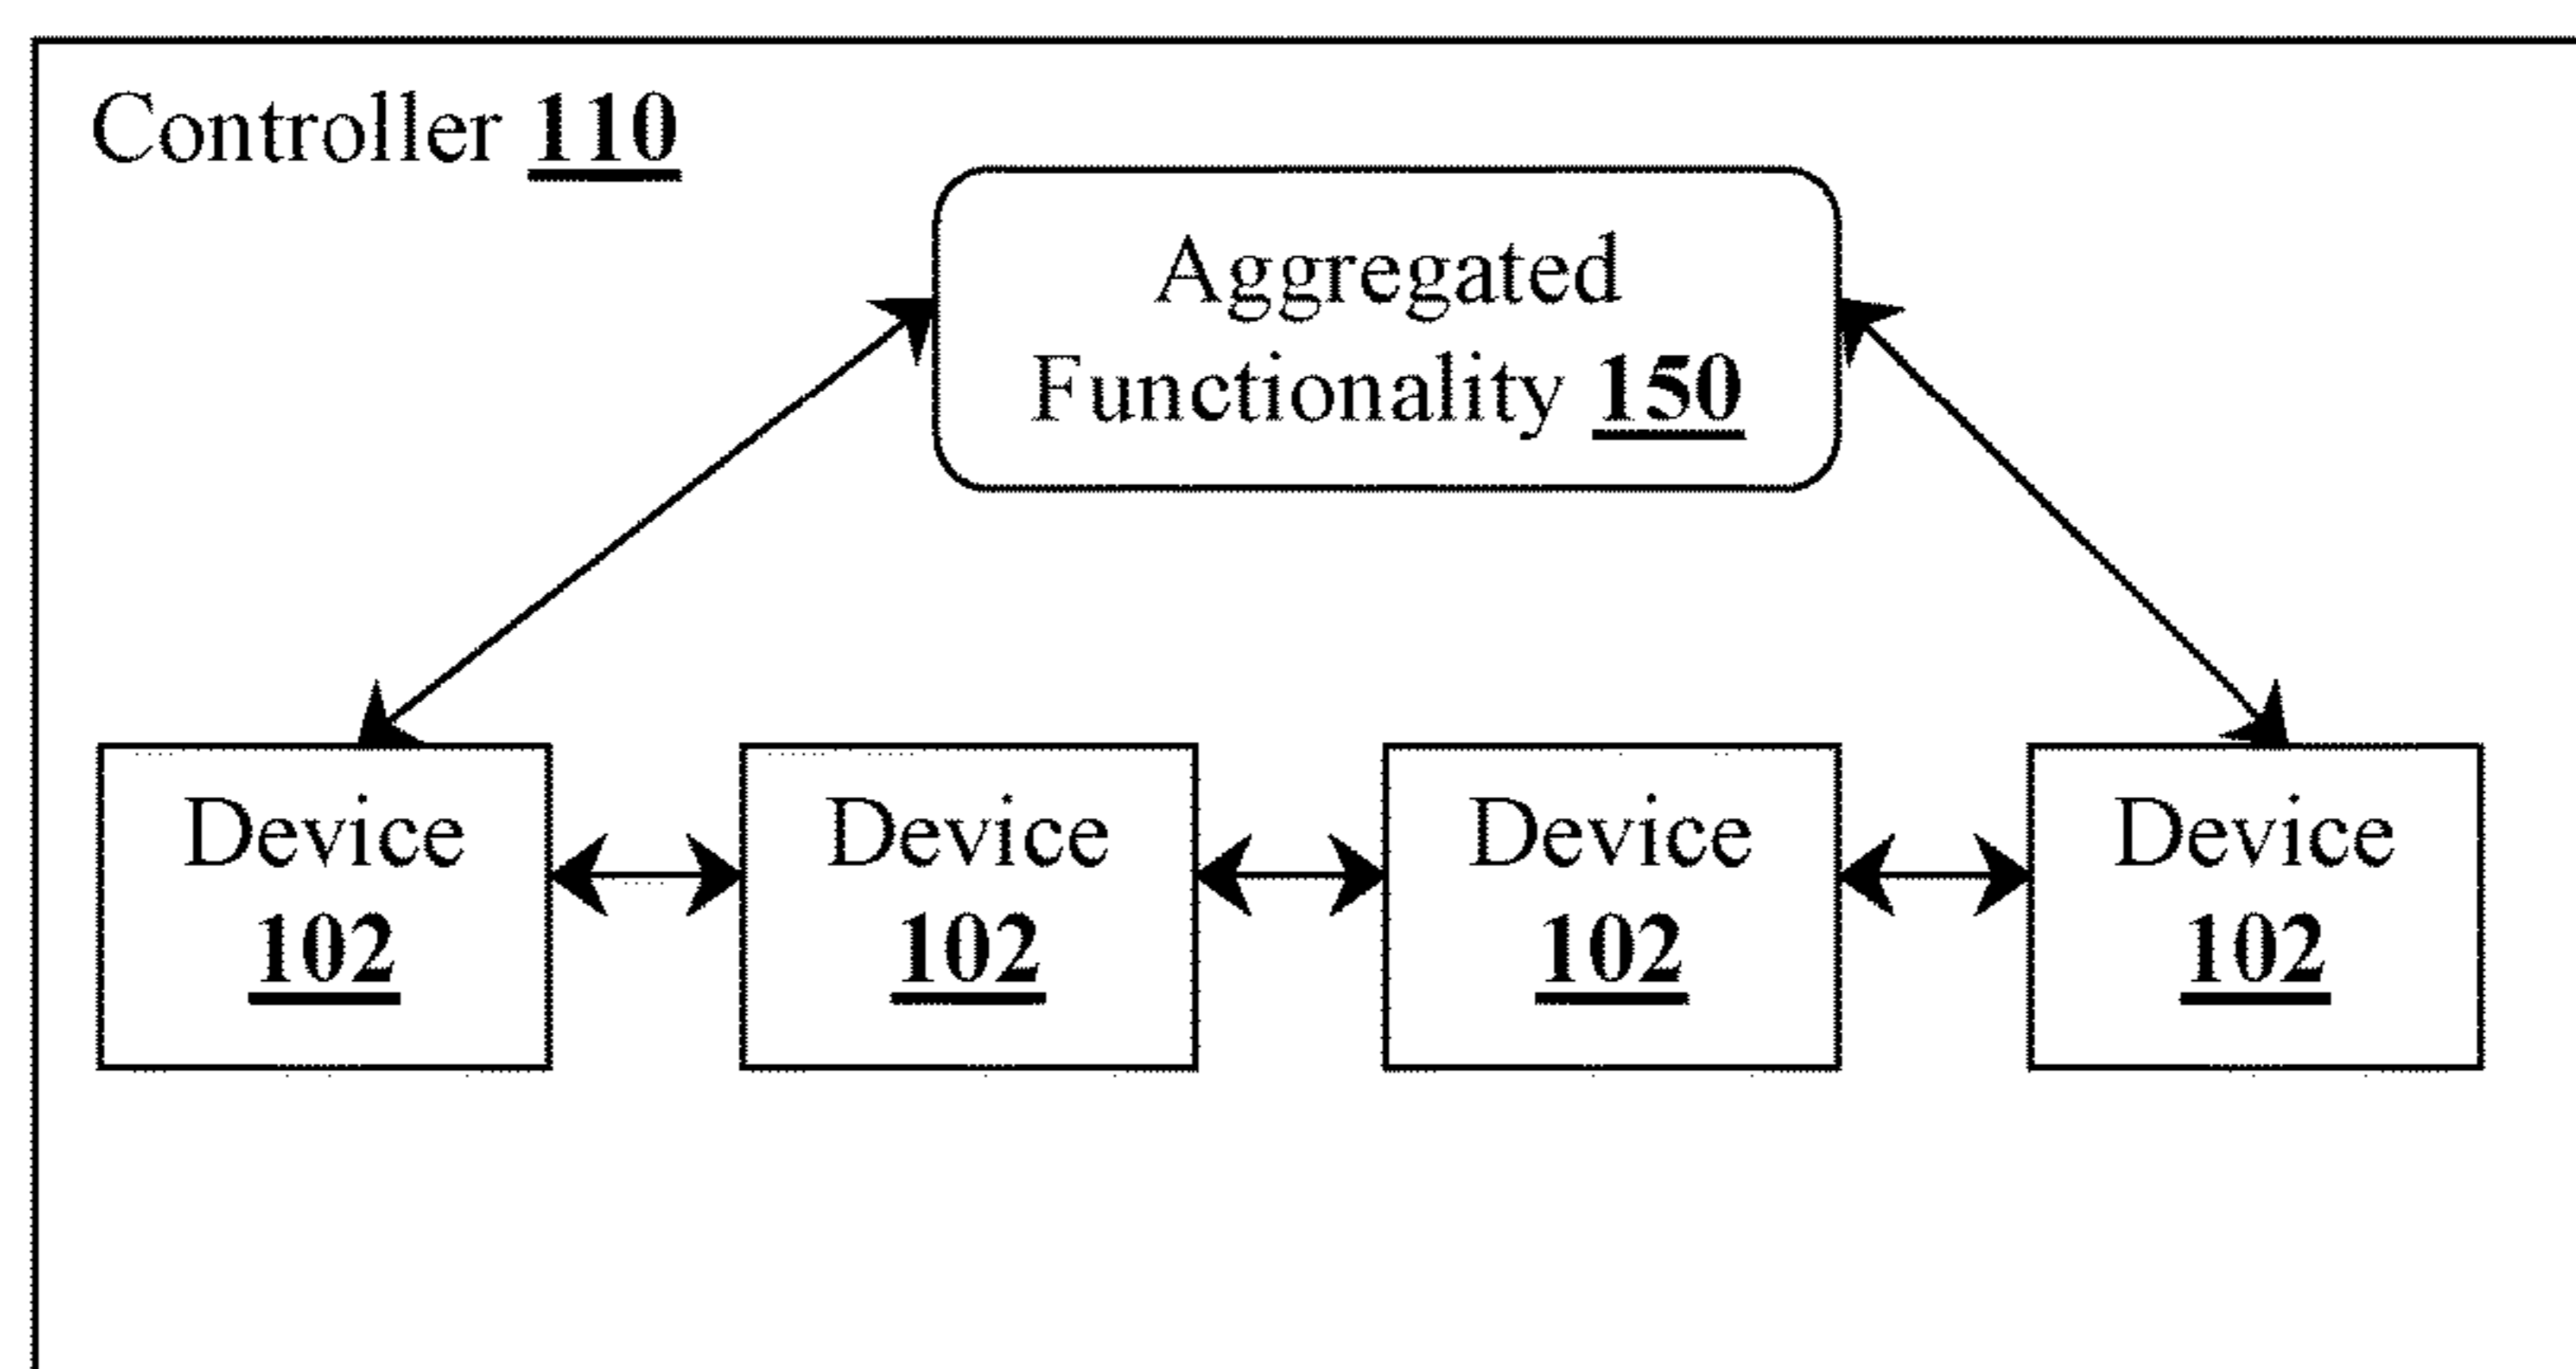 Controller 110
Aggregated
Functionality 150
Device
102
Device
102
Device
102
Device
102